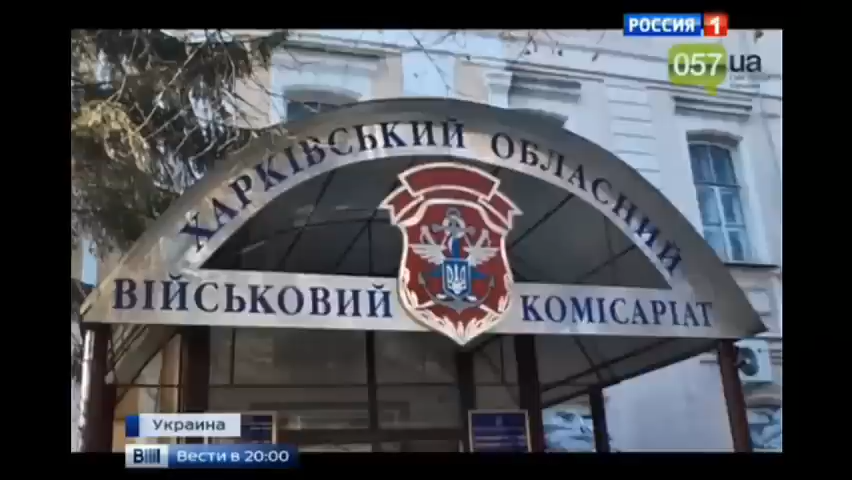 РОССИЯ 1
057 ua
ХАРКІВСЬКИЙ ОБЛАСНИЙ
ВІЙСЬКОВИЙ КОМІСАРІАТ
Украина
Вести в 20:00